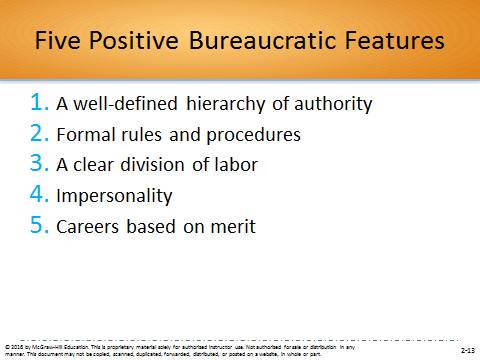 Five Positive Bureaucratic Features
1. A well-defined hierarchy of authority
2. Formal rules and procedures
3. A clear division of labor
4. Impersonality
5. Careers based on merit
© 2016 by McGraw-Hill Education. This is proprietary material solely for authorized instructor use. Not authorized for sale or distribution in any
manner. This document may not be copied, scanned, duplicated, forwarded, distributed, or posted on a website, in whole or part.
2-13